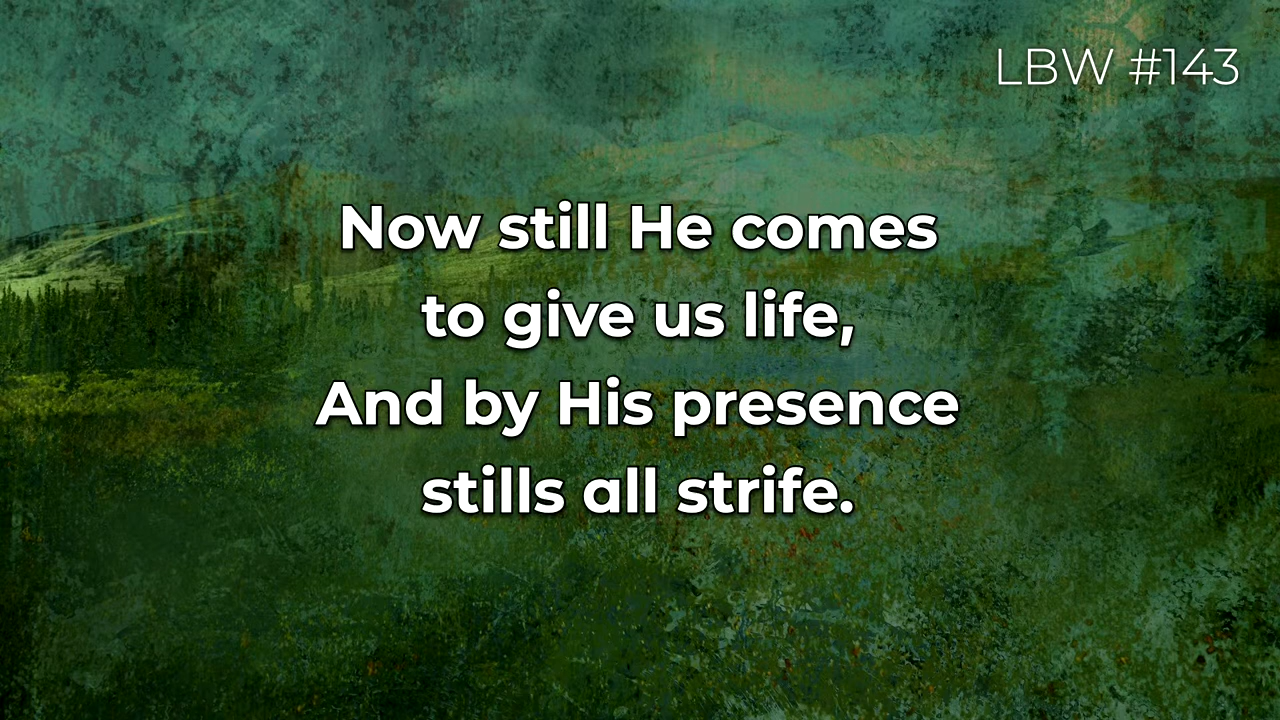 LBW #143
Now still He comes
to give us life,
And by His presence
stills all strife.